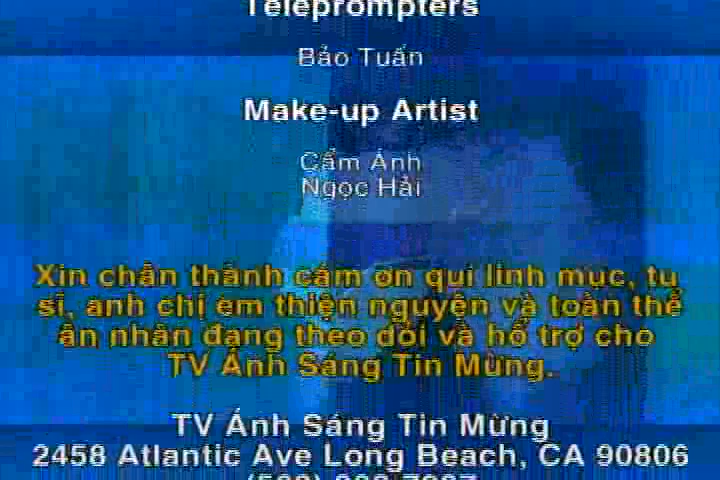 Teleprompters
Bảo Tuấn
Make-up Artist
Cẩm Ánh
Ngọc Hải
Xin chân thành cám ơn quí linh mục, tu
sĩ, anh chị em thiện nguyện và toàn thể
ân nhân đang theo dõi và hỗ trợ cho
TV Ánh Sáng Tin Mừng.
TV Ánh Sáng Tin Mừng
2458 Atlantic Ave Long Beach, CA 90806